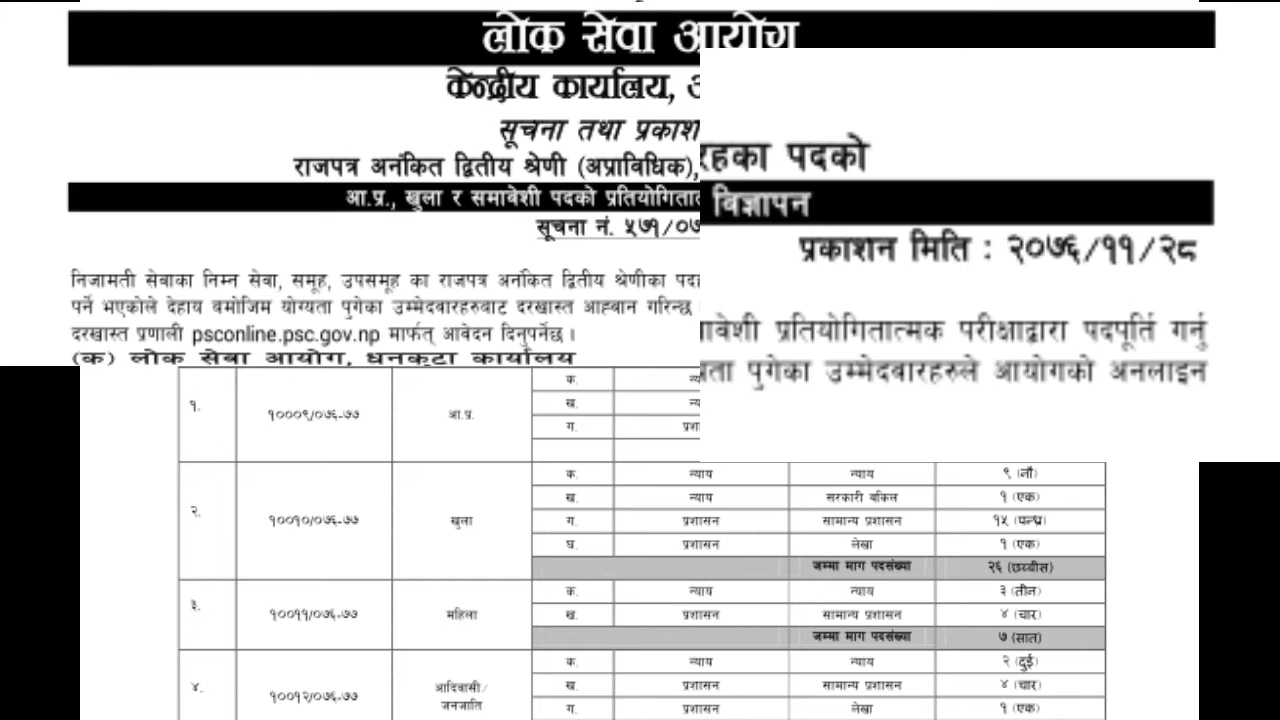 लोक सेवा आयोग
केन्द्रीय कार्यालय,
सूचना तथा प्रकाश
रहका पदको
राजपत्र अनंकित द्वितीय श्रेणी (अप्राविधिक),
आ.प्र., खुला र समावेशी पदको प्रतियोगितात
विज्ञापन
सूचना नं. ५७१/०७
प्रकाशन मिति : २०७६/११/२८
निजामती सेवाका निम्न सेवा, समूह, उपसमूह का राजपत्र अनंकित द्वितीय श्रेणीका पद
पर्ने भएकोले देहाय बमोजिम योग्यता पुगेका उम्मेदवारहरुबाट दरखास्त आह्वान गरिन्छ
दरखास्त प्रणाली psconline.psc.gov.np मार्फत् आवेदन दिनुपर्नेछ।
ावेशी प्रतियोगितात्मक परीक्षाद्वारा पदपूर्ति गर्नु
यता पुगेका उम्मेदवारहरुले आयोगको अनलाइन
(क) लोक सेवा आयोग, धनकुटा कार्यालय
१. १०००९/०७६-७७ आ.प्र.
क. न्य
ख. न्य
ग. प्रश
२. १००१०/०७६-७७ खुला
क. न्याय न्याय ९ (नौ)
ख. न्याय सरकारी वकिल १ (एक)
ग. प्रशासन सामान्य प्रशासन १५ (पन्ध्र)
घ. प्रशासन लेखा १ (एक)
जम्मा माग पदसंख्या २६ (छब्बीस)
३. १००११/०७६-७७ महिला
क. न्याय न्याय ३ (तीन)
ख. प्रशासन सामान्य प्रशासन ४ (चार)
जम्मा माग पदसंख्या ७ (सात)
४. १००१२/०७६-७७ आदिवासी/
जनजाति
क. न्याय न्याय २ (दुई)
ख. प्रशासन सामान्य प्रशासन ४ (चार)
ग. प्रशासन लेखा १ (एक)